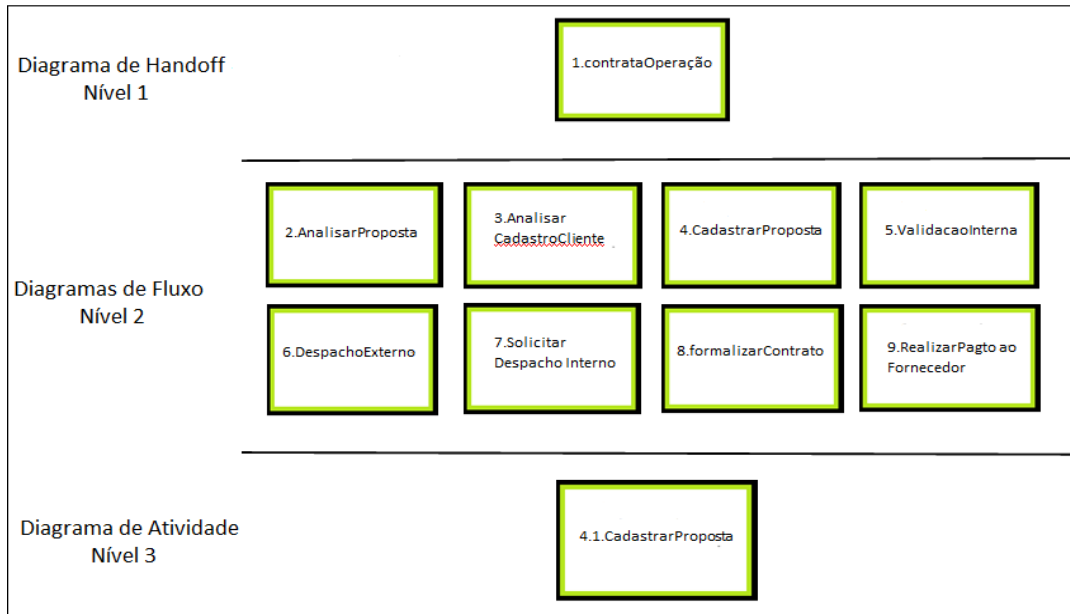 Diagrama de Handoff
Nível 1
1.contrataOperação
Diagramas de Fluxo
Nível 2
2.AnalisarProposta
3.Analisar
CadastroCliente
4.CadastrarProposta
5.ValidacaoInterna
6.DespachoExterno
7.Solicitar
Despacho Interno
8.formalizarContrato
9.RealizarPagto ao
Fornecedor
Diagrama de Atividade
Nível 3
4.1.CadastrarProposta